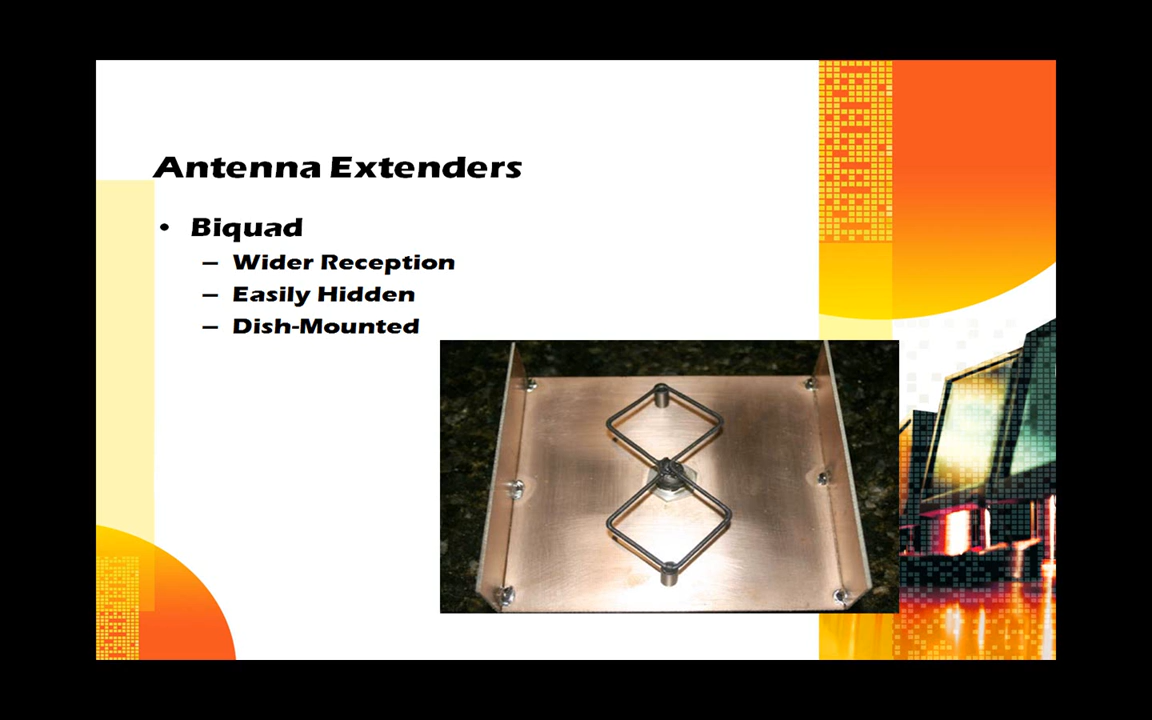 Antenna Extenders
• Biquad
– Wider Reception
– Easily Hidden
– Dish-Mounted